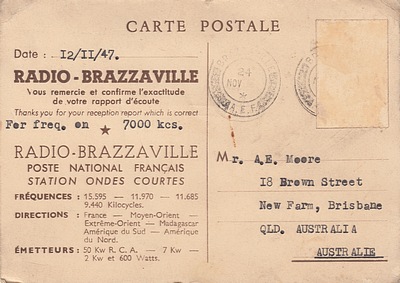 CARTE POSTALE
Date : 12/II/47.
RADIO-BRAZZAVILLE
Vous remercie et confirme l'exactitude
de votre rapport d'écoute
Thanks you for your reception report which is correct
For freq. on 7000 kcs.
RADIO-BRAZZAVILLE
POSTE NATIONAL FRANÇAIS
STATION ONDES COURTES
FRÉQUENCES : 15.595 — 11.970 — 11.685
9.440 Kilocycles.
DIRECTIONS : France — Moyen-Orient —
Extrême-Orient — Madagascar
Amérique du Sud — Amérique
du Nord.
ÉMETTEURS : 50 Kw R. C. A. — 7 Kw —
2 Kw et 600 Watts.
24
NOV
A.E.F.
Mr. A.E. Moore
18 Brown Street
New Farm, Brisbane
QLD. AUSTRALIA
AUSTRALIE